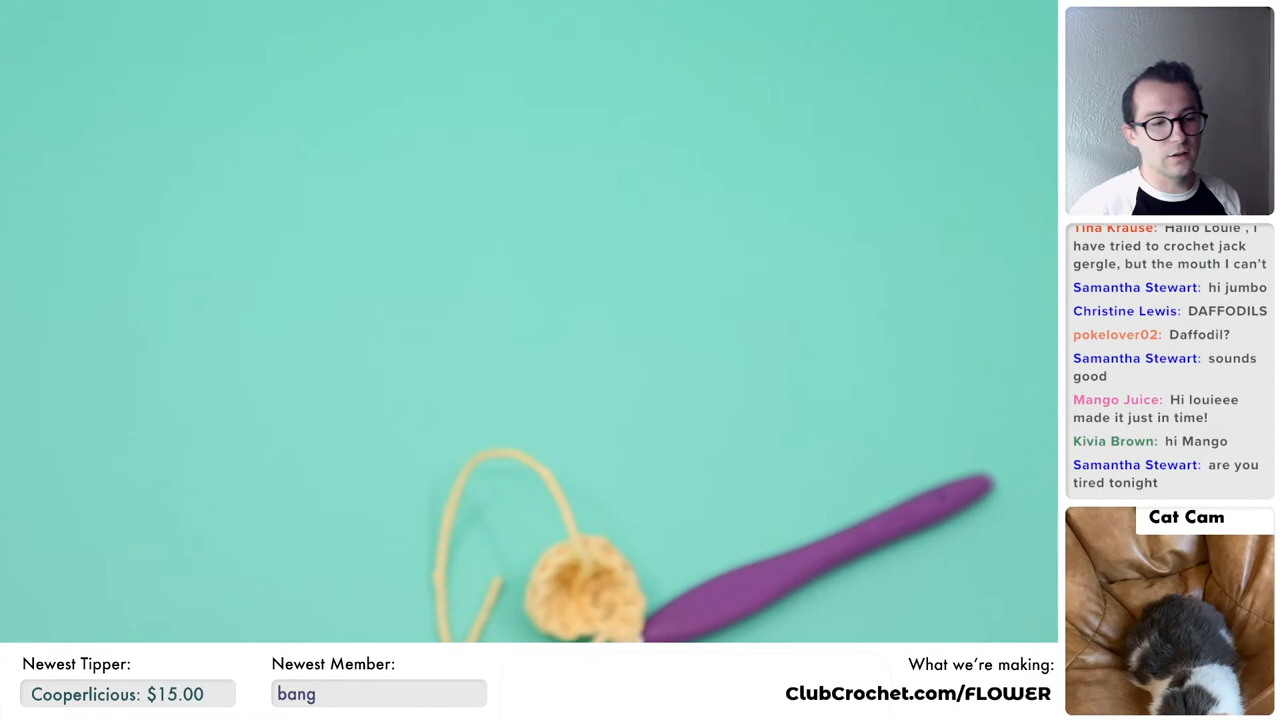 Tina Krause: Hallo Louie , I
have tried to crochet jack
gergle, but the mouth I can't
Samantha Stewart: hi jumbo
Christine Lewis: DAFFODILS
pokelover02: Daffodil?
Samantha Stewart: sounds
good
Mango Juice: Hi louieee
made it just in time!
Kivia Brown: hi Mango
Samantha Stewart: are you
tired tonight
Cat Cam
Newest Tipper:
Cooperlicious: $15.00
Newest Member:
bang
What we're making:
ClubCrochet.com/FLOWER